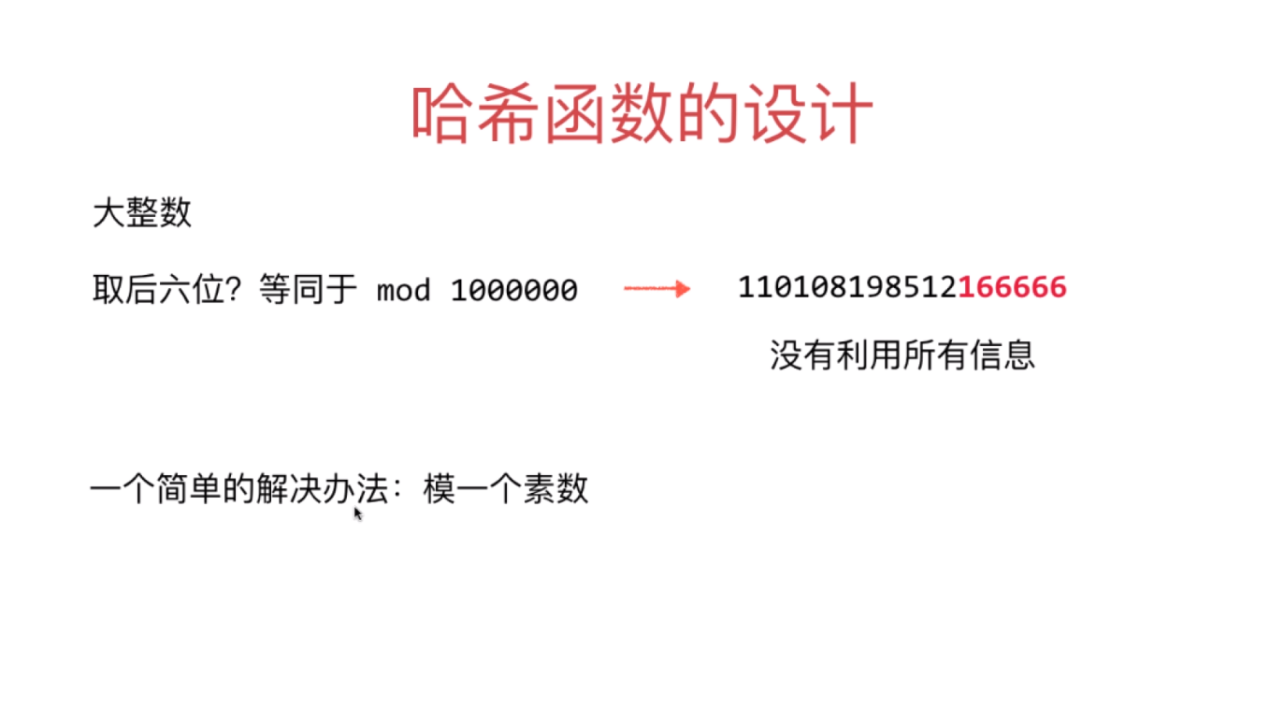 哈希函数的设计
大整数
取后六位？等同于 mod 1000000
110108198512166666
没有利用所有信息
一个简单的解决办法：模一个素数